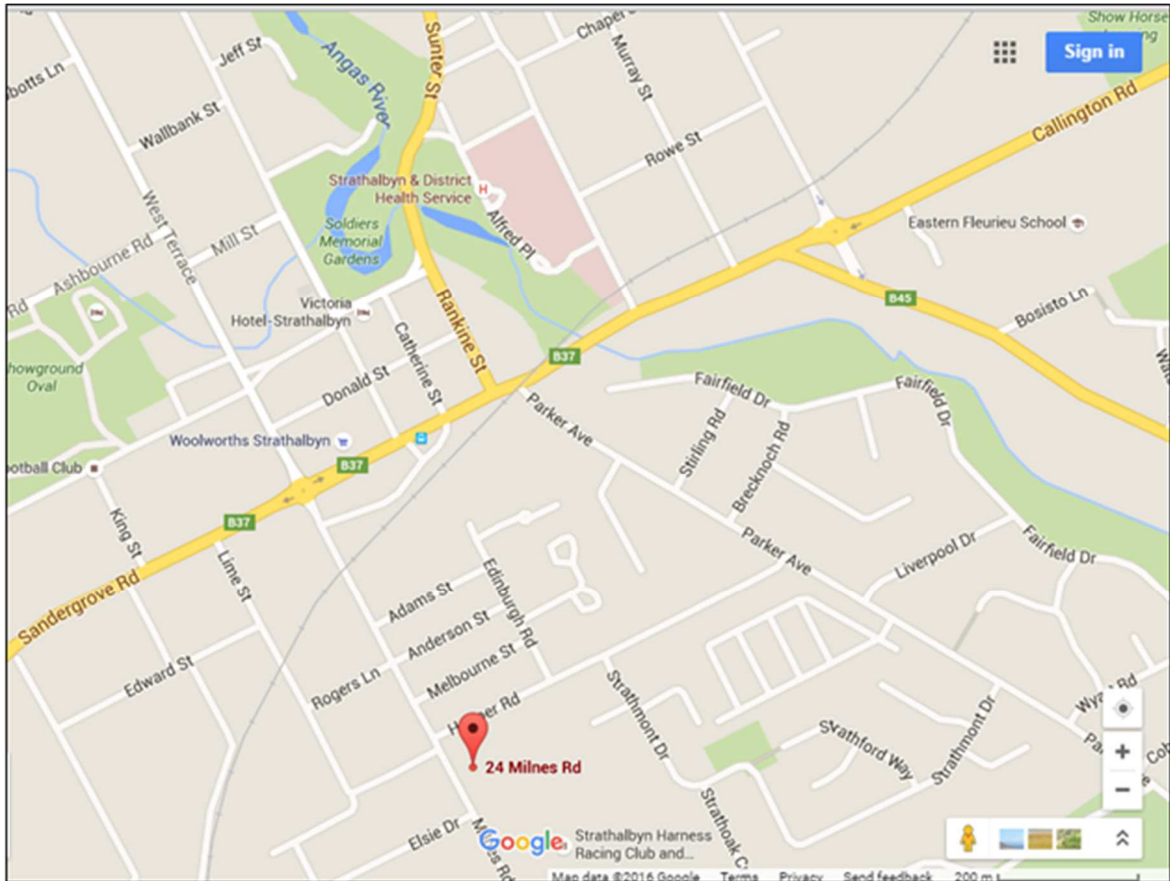 Show Horse
Sign in
Jeff St
Angas River
Sunter St
Chapel S
Murray St
Callington Rd
botts Ln
Wallbank St
Rowe St
Strathalbyn & District
Health Service
H
Alfred Pl
Eastern Fleurieu School
West Terrace
Mill St
Soldiers
Memorial
Gardens
Ashbourne Rd
Rd
Victoria
Hotel-Strathalbyn
Rankine St
B45
Bosisto Ln
Catherine St
howground
Oval
Donald St
B37
Parker Ave
Fairfield Dr
Fairfield Dr
Stirling Rd
Brecknoch Rd
Woolworths Strathalbyn
ootball Club
B37
B37
King St
Lime St
Sandergrove Rd
Parker Ave
Liverpool Dr
Fairfield Dr
Edinburgh Rd
Adams St
Anderson St
Melbourne St
Edward St
Rogers Ln
Strathmont Dr
Strathford Way
Strathmont Dr
24 Milnes Rd
Elsie Dr
Google
Strathalbyn Harness
Racing Club and...
Map data ©2016 Google Terms Privacy Send feedback 200 m